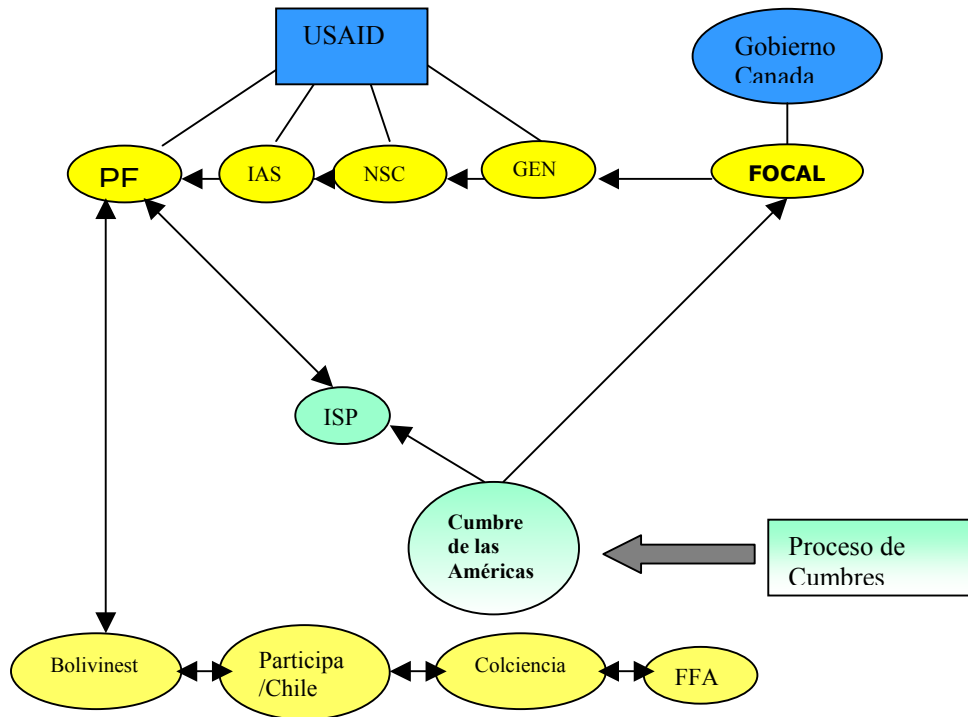 USAID
Gobierno
Canada
PF
IAS
NSC
GEN
FOCAL
ISP
Cumbre
de las
Américas
Proceso de
Cumbres
Bolivinest
Participa
/Chile
Colciencia
FFA